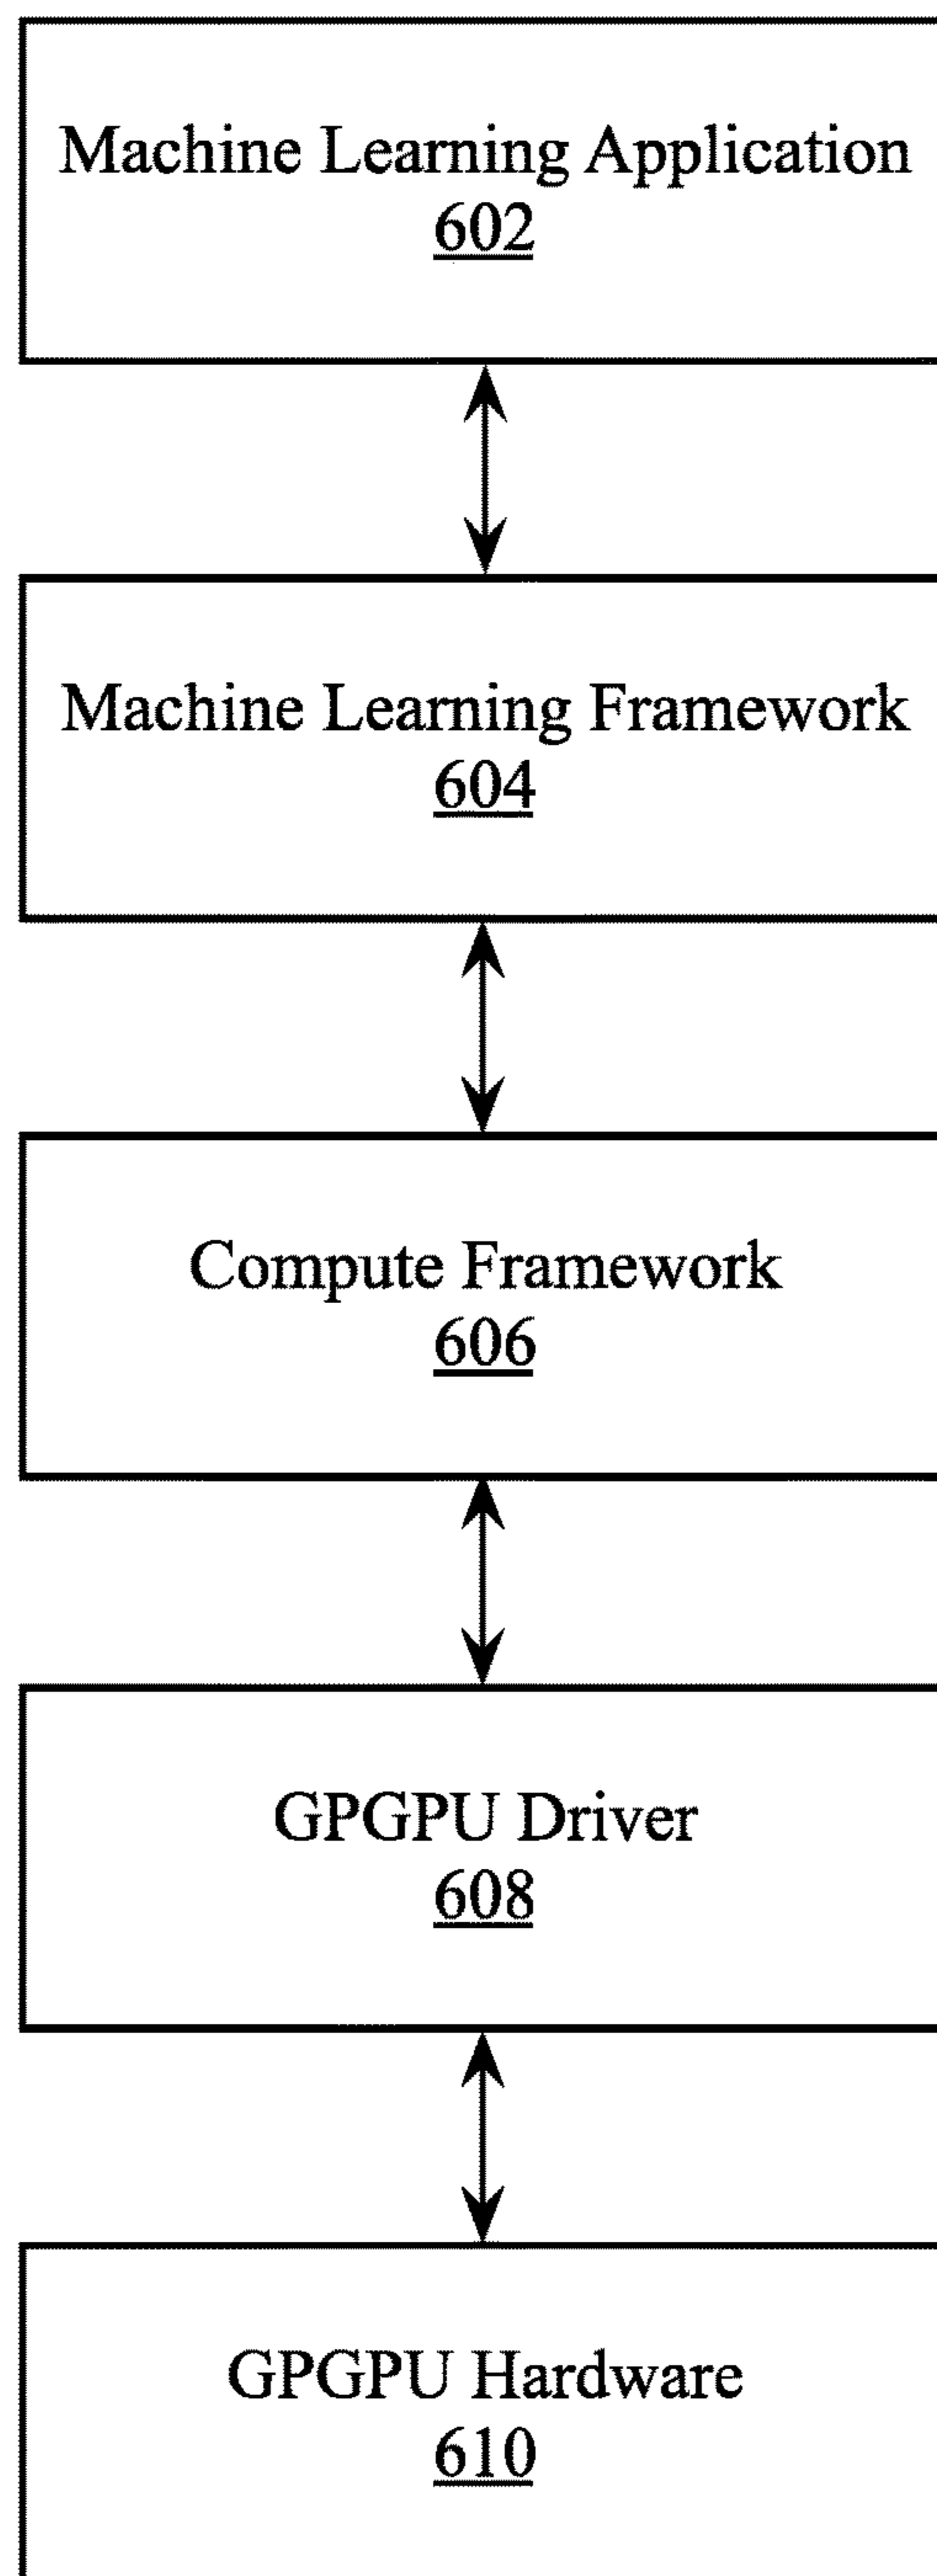 Machine Learning Application
602
Machine Learning Framework
604
Compute Framework
606
GPGPU Driver
608
GPGPU Hardware
610